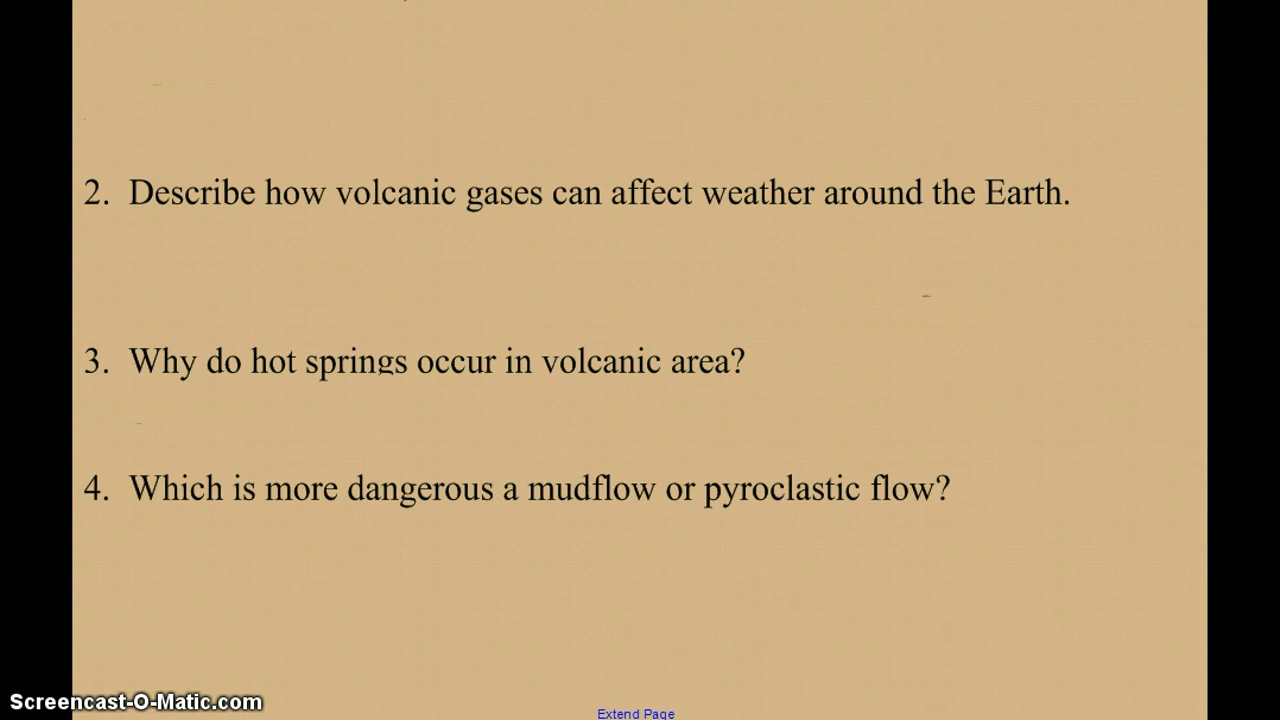 2. Describe how volcanic gases can affect weather around the Earth.
3. Why do hot springs occur in volcanic area?
4. Which is more dangerous a mudflow or pyroclastic flow?
Screencast-O-Matic.com
Extend Page